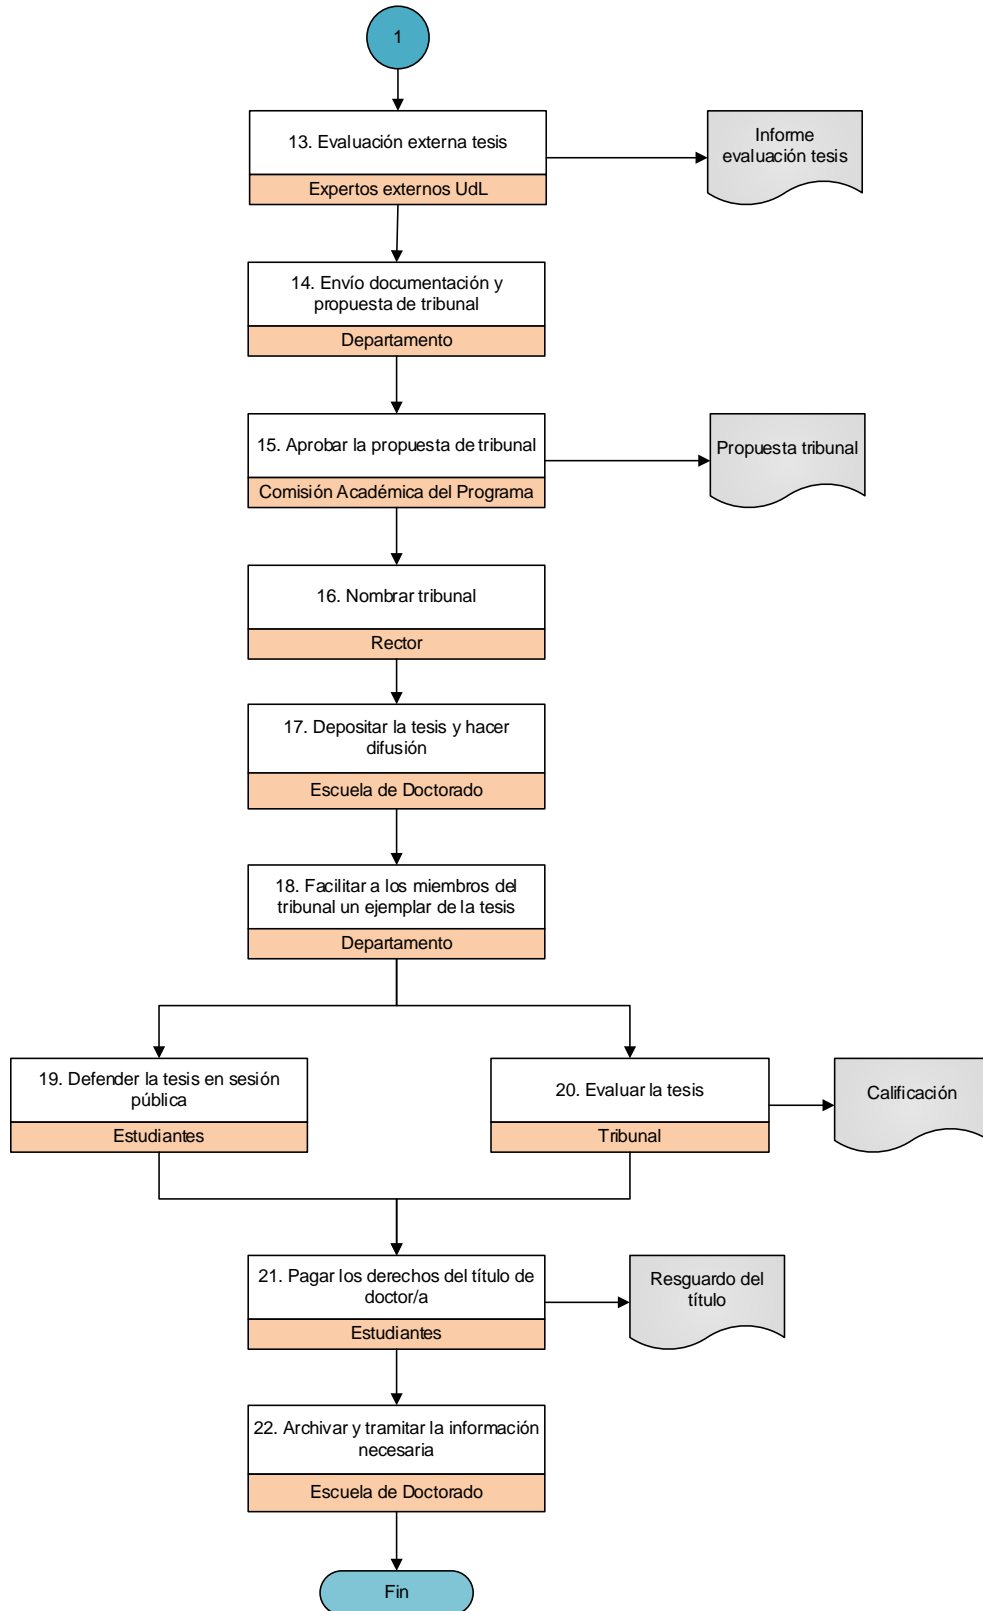 1
13. Evaluación externa tesis
Expertos externos UdL
Informe
evaluación tesis
14. Envío documentación y
propuesta de tribunal
Departamento
15. Aprobar la propuesta de tribunal
Comisión Académica del Programa
Propuesta tribunal
16. Nombrar tribunal
Rector
17. Depositar la tesis y hacer
difusión
Escuela de Doctorado
18. Facilitar a los miembros del
tribunal un ejemplar de la tesis
Departamento
19. Defender la tesis en sesión
pública
Estudiantes
20. Evaluar la tesis
Tribunal
Calificación
21. Pagar los derechos del título de
doctor/a
Estudiantes
Resguardo del
título
22. Archivar y tramitar la información
necesaria
Escuela de Doctorado
Fin